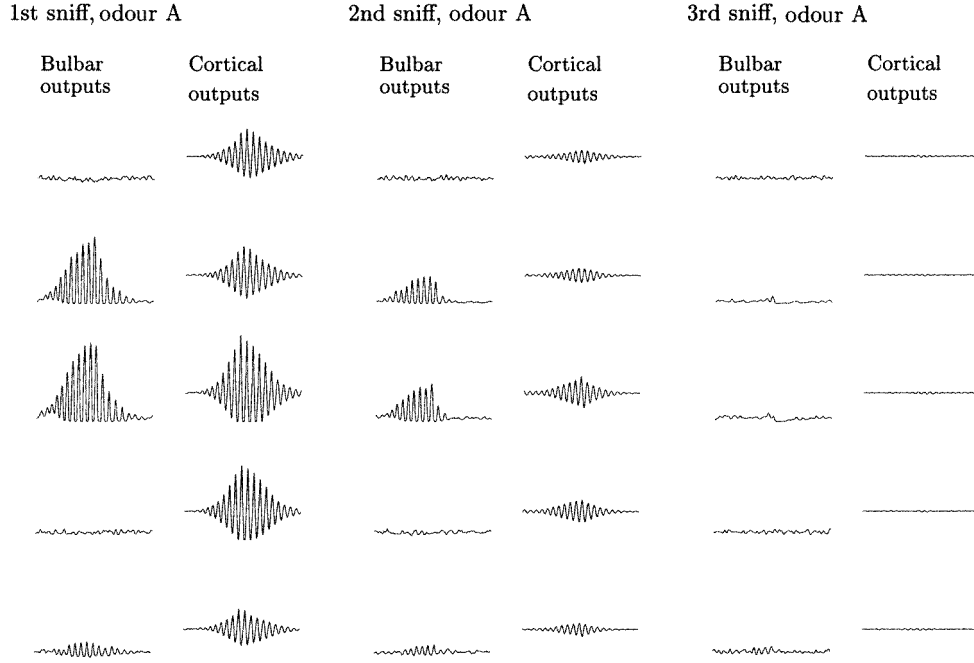 1st sniff, odour A
2nd sniff, odour A
3rd sniff, odour A
Bulbar
outputs
Cortical
outputs
Bulbar
outputs
Cortical
outputs
Bulbar
outputs
Cortical
outputs